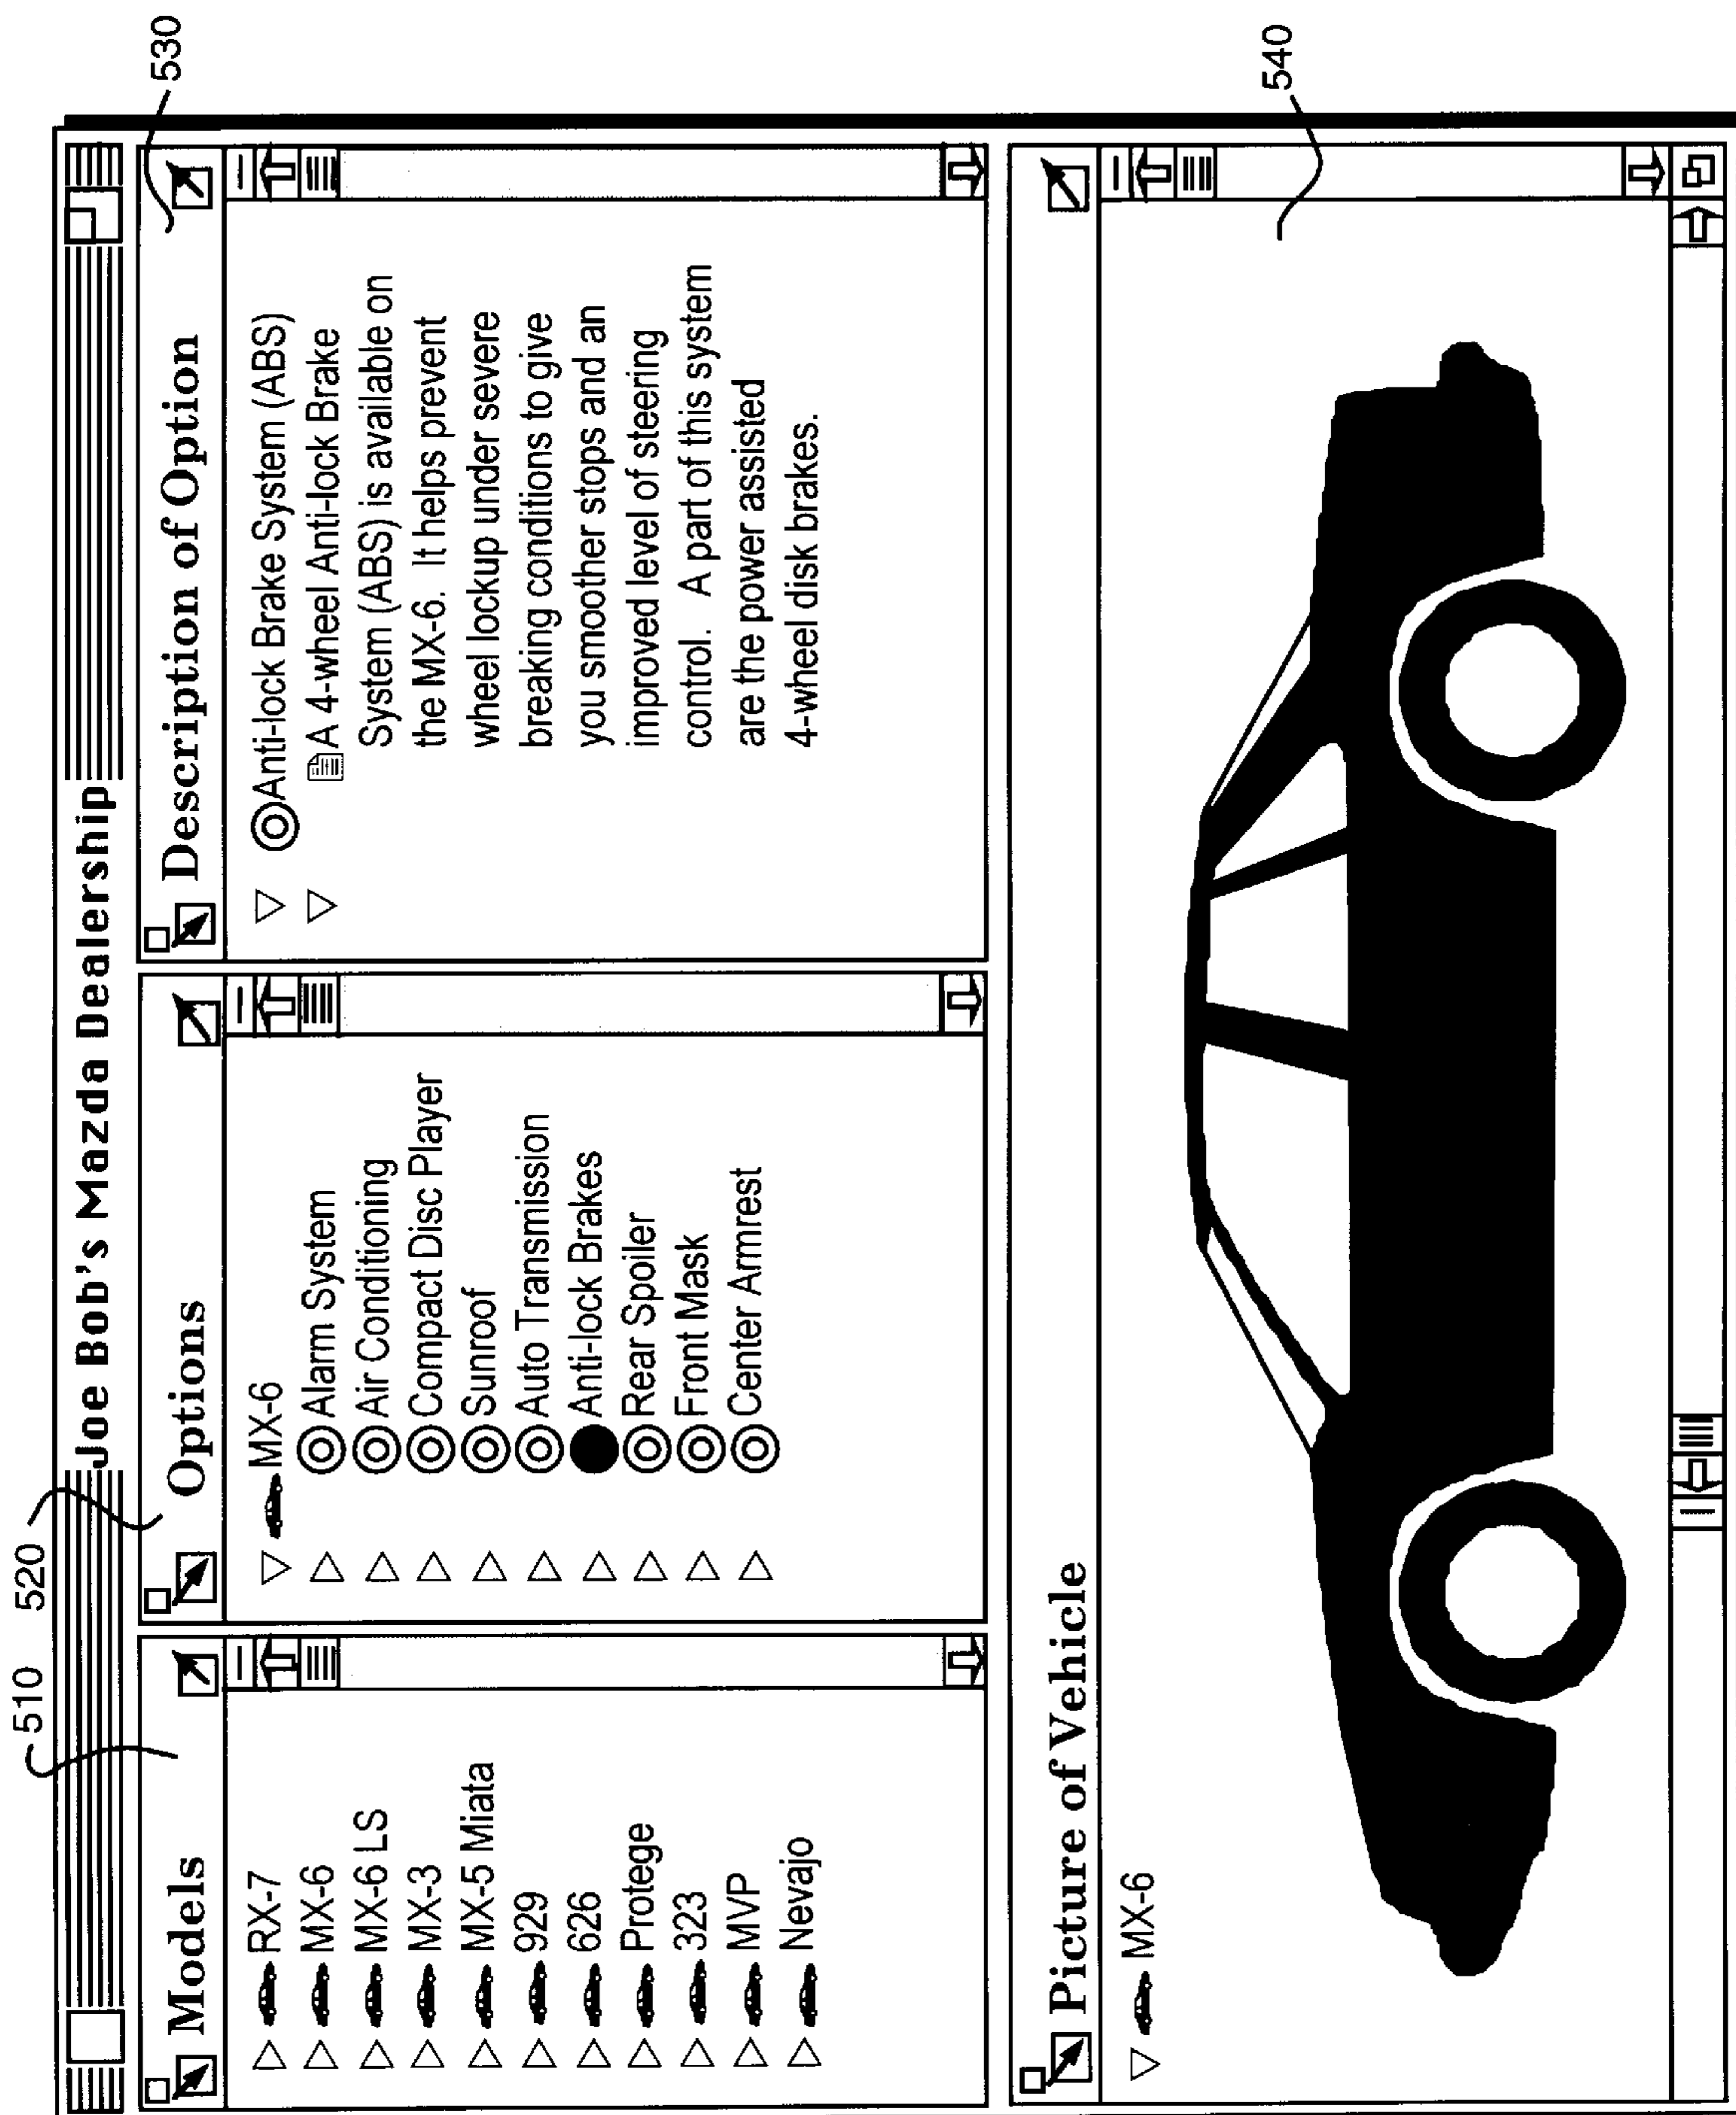 510
520
530
Joe Bob's Mazda Dealership
Models
RX-7
MX-6
MX-6 LS
MX-3
MX-5 Miata
929
626
Protege
323
MVP
Nevajo
Options
MX-6
Alarm System
Air Conditioning
Compact Disc Player
Sunroof
Auto Transmission
Anti-lock Brakes
Rear Spoiler
Front Mask
Center Armrest
Description of Option
Anti-lock Brake System (ABS)
A 4-wheel Anti-lock Brake
System (ABS) is available on
the MX-6. It helps prevent
wheel lockup under severe
breaking conditions to give
you smoother stops and an
improved level of steering
control. A part of this system
are the power assisted
4-wheel disk brakes.
Picture of Vehicle
MX-6
540